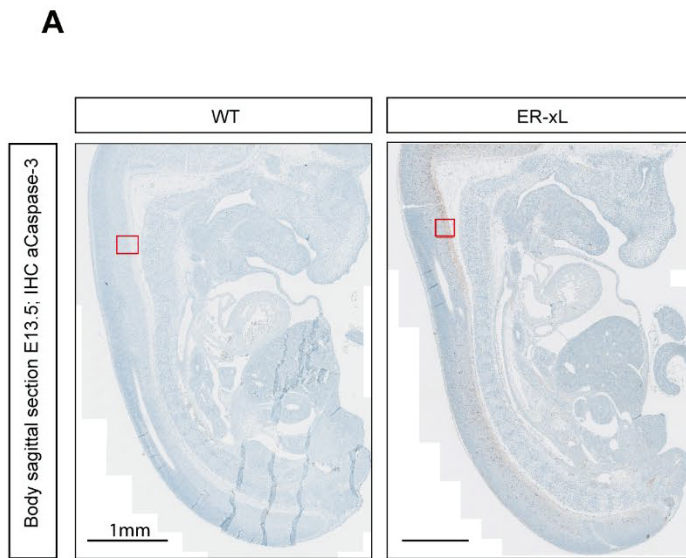 A
WT
ER-xL
Body sagittal section E13.5; IHC aCaspase-3
1mm